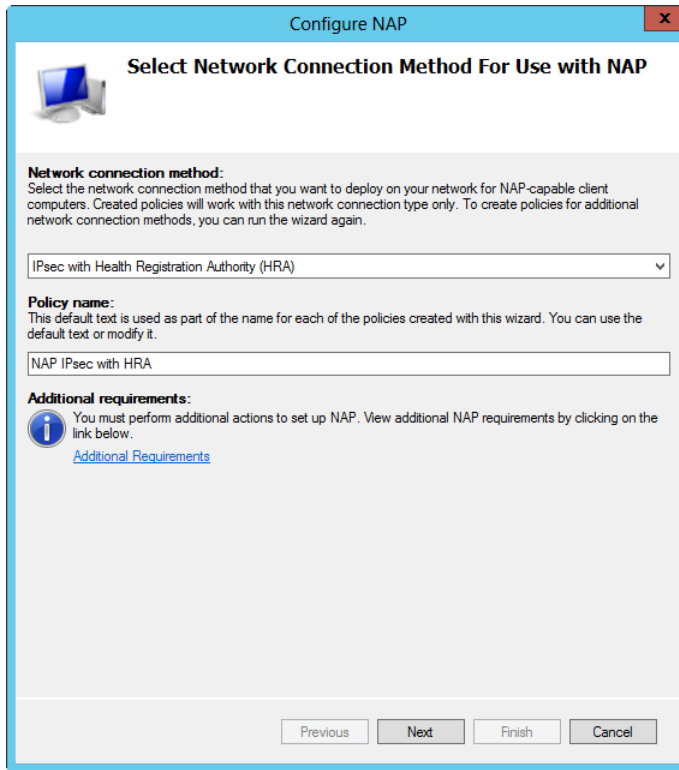 Configure NAP
x
Select Network Connection Method For Use with NAP
Network connection method:
Select the network connection method that you want to deploy on your network for NAP-capable client
computers. Created policies will work with this network connection type only. To create policies for additional
network connection methods, you can run the wizard again.
IPsec with Health Registration Authority (HRA)
Policy name:
This default text is used as part of the name for each of the policies created with this wizard. You can use the
default text or modify it.
NAP IPsec with HRA
Additional requirements:
You must perform additional actions to set up NAP. View additional NAP requirements by clicking on the
link below.
Additional Requirements
Previous Next Finish Cancel